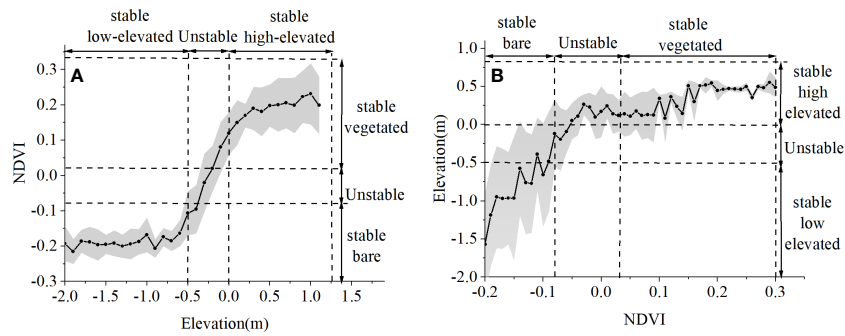 stable
low-elevated Unstable
stable
high-elevated
A
0.3
0.2
0.1
0.0
-0.1
-0.2
-0.3
NDVI
-2.0 -1.5 -1.0 -0.5 0.0 0.5 1.0 1.5
Elevation(m)
stable
vegetated
Unstable
stable
bare
stable
bare
Unstable
stable
vegetated
B
1.0
0.5
0.0
-0.5
-1.0
-1.5
-2.0
Elevation(m)
-0.2 -0.1 0.0 0.1 0.2 0.3
NDVI
stable
high
elevated
Unstable
stable
low
elevated